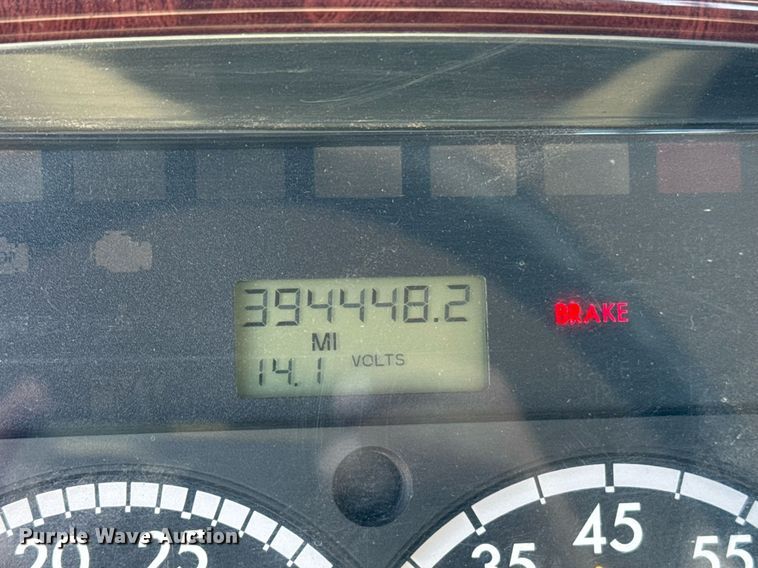 394448.2
MI
14.1 VOLTS
BRAKE
20 25
35 45 55
Purple Wave Auction